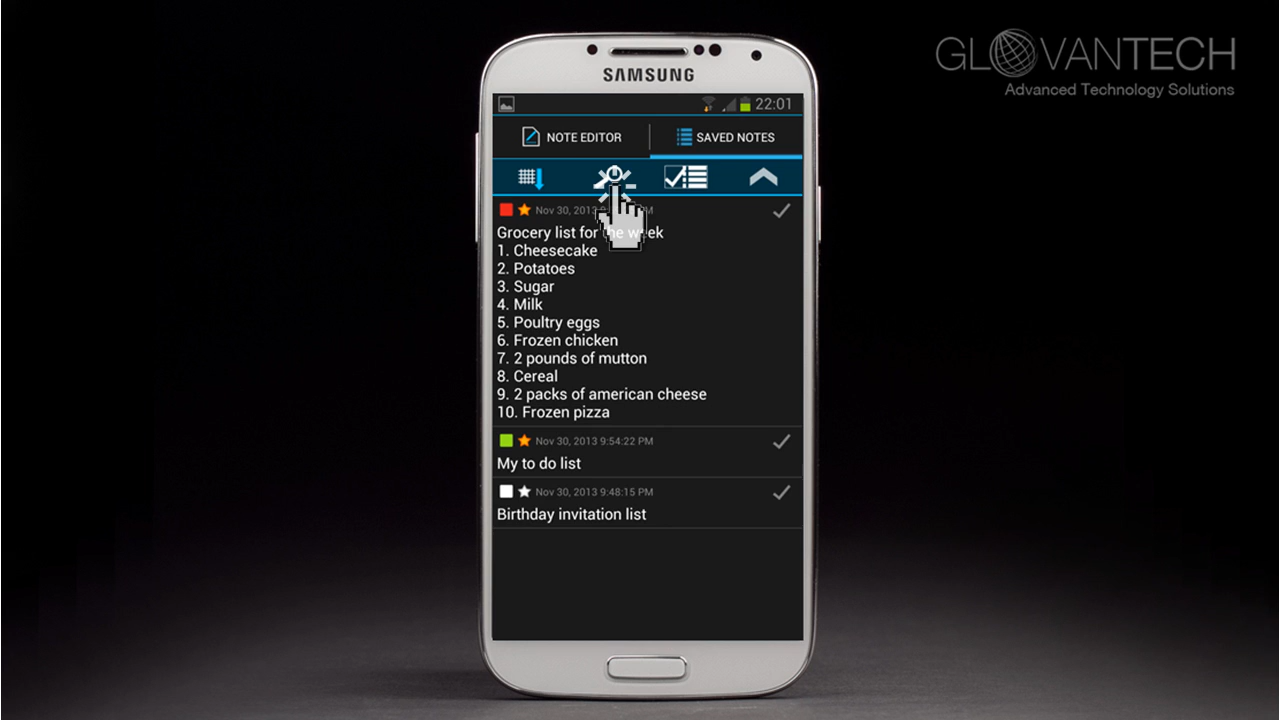 GLOVANTECH
Advanced Technology Solutions
SAMSUNG
22:01
NOTE EDITOR
SAVED NOTES
Nov 30, 2013 PM
Grocery list for the week
1. Cheesecake
2. Potatoes
3. Sugar
4. Milk
5. Poultry eggs
6. Frozen chicken
7. 2 pounds of mutton
8. Cereal
9. 2 packs of american cheese
10. Frozen pizza
Nov 30, 2013 9:54:22 PM
My to do list
Nov 30, 2013 9:48:15 PM
Birthday invitation list